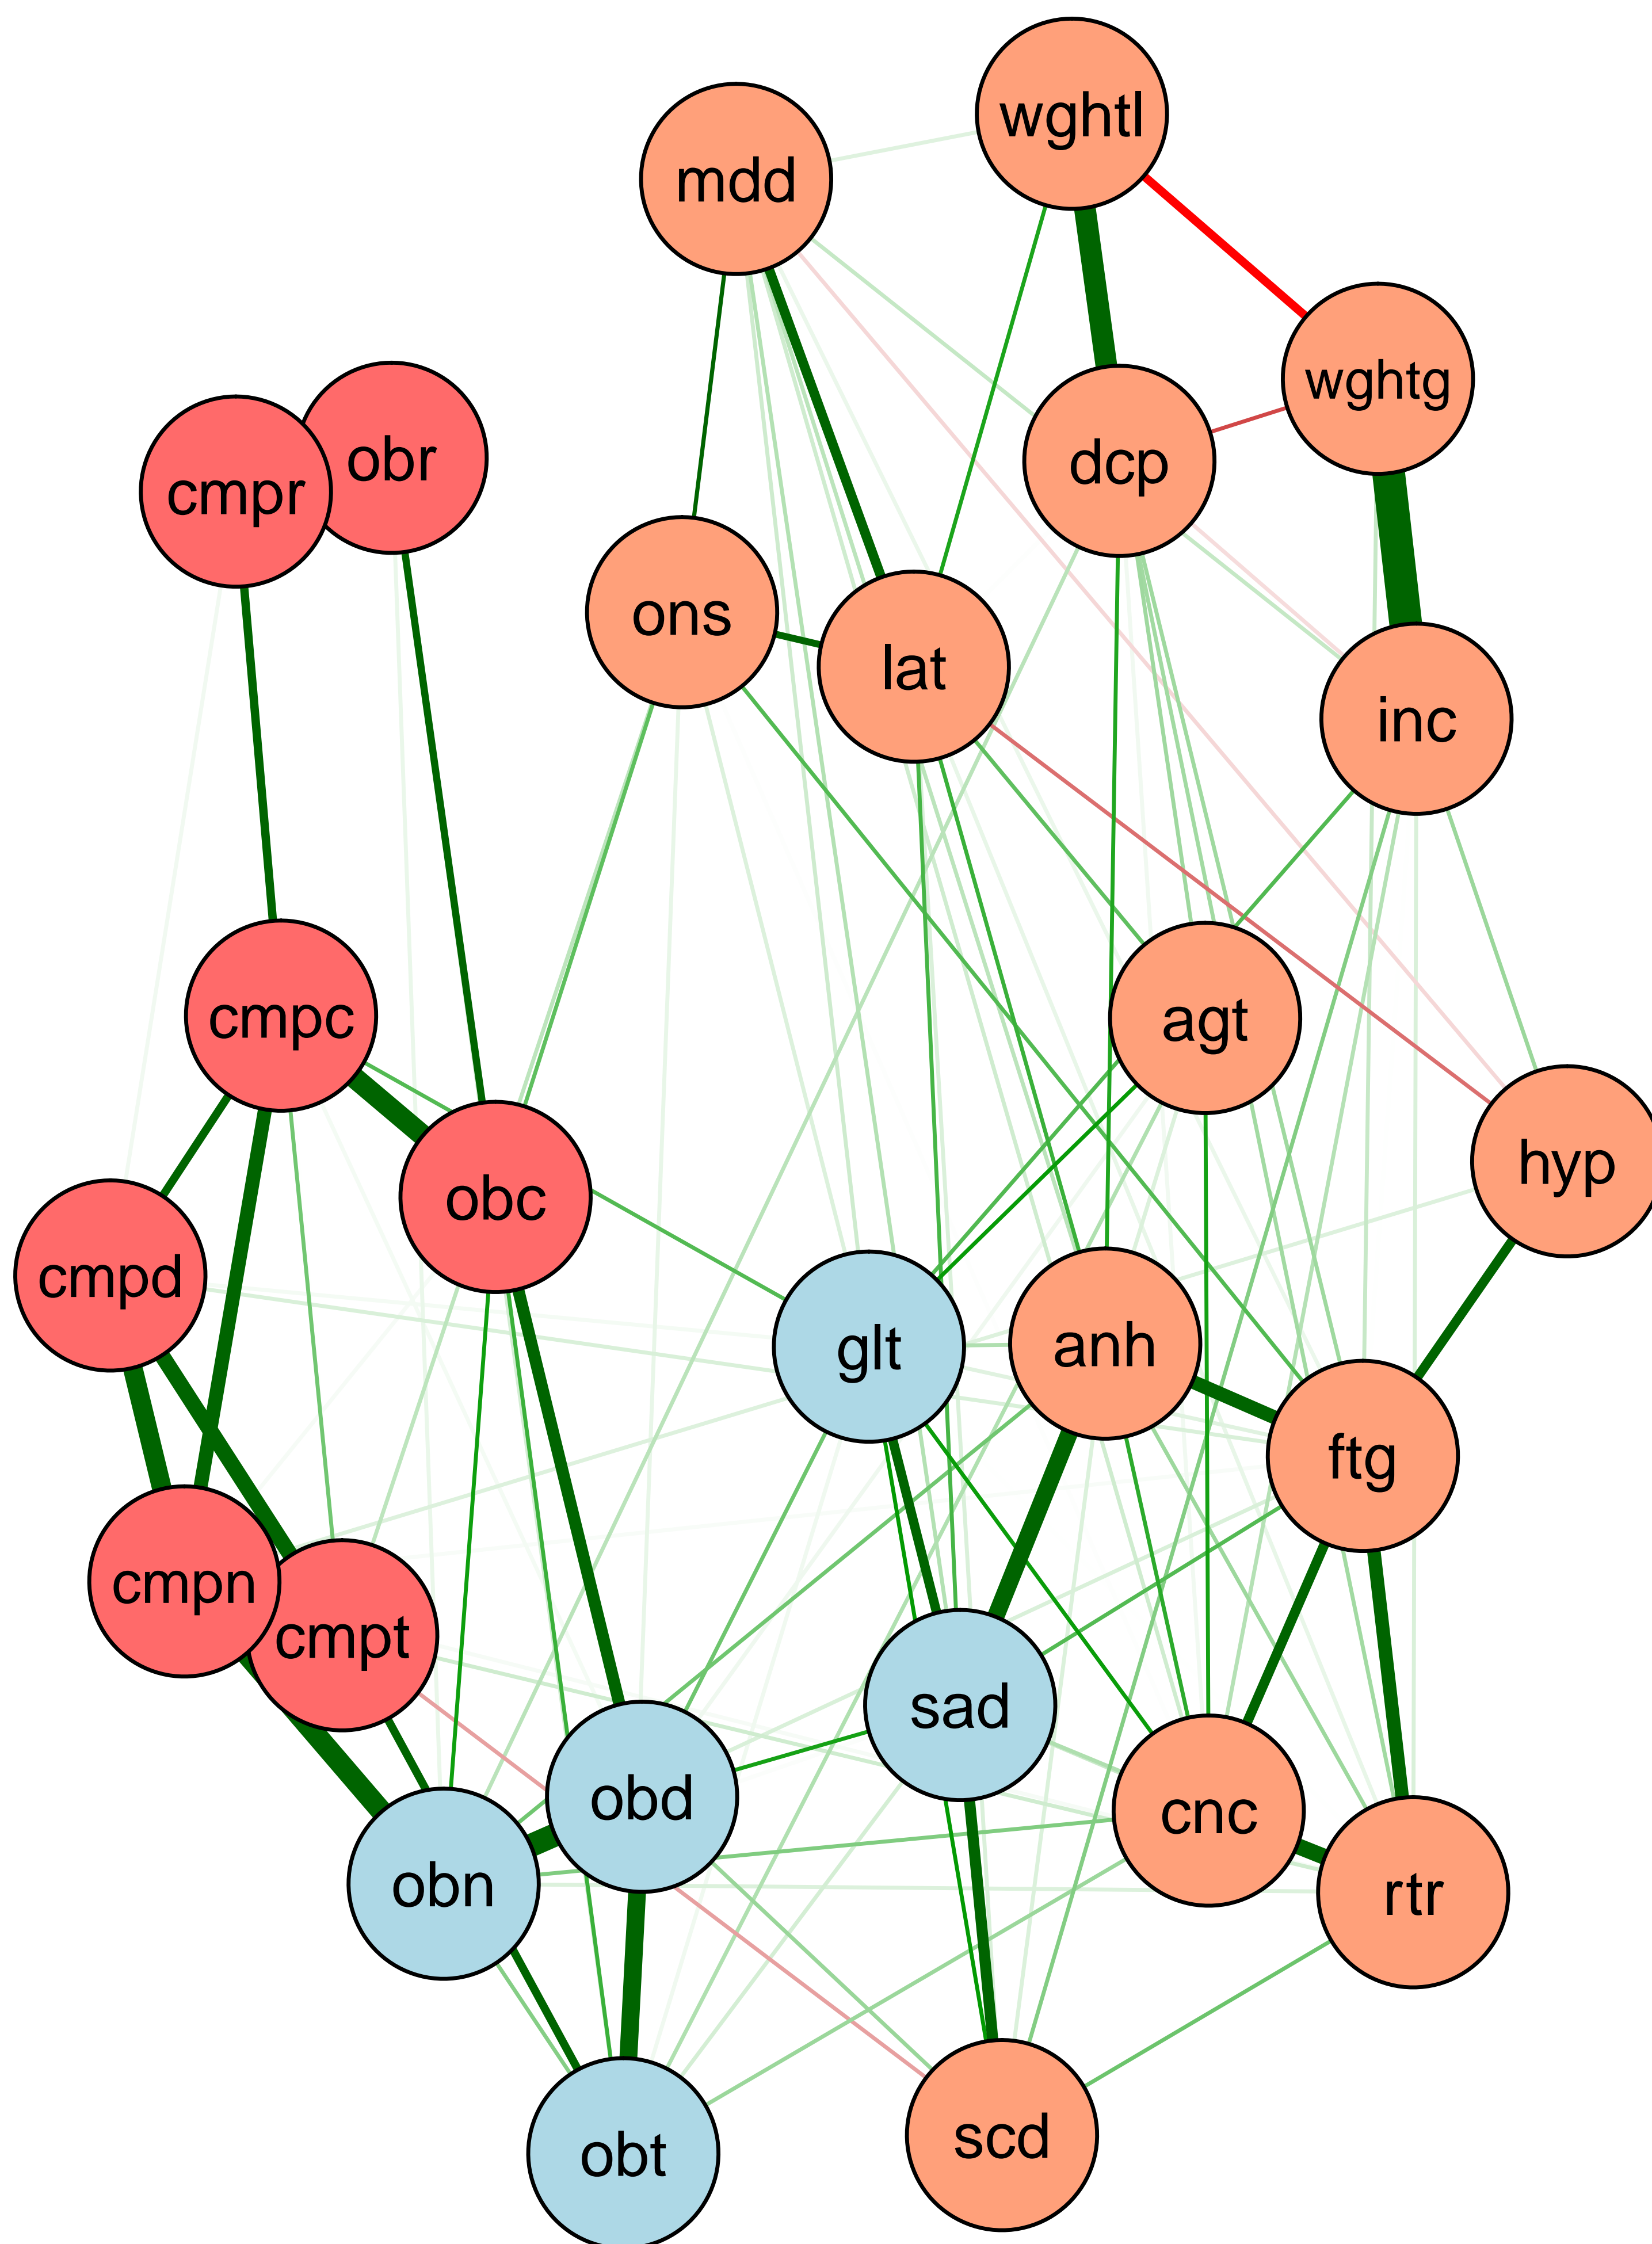 wghtl
mdd
wghtg
obr
dcp
cmpr
ons
lat
inc
cmpc
agt
hyp
obc
cmpd
glt
anh
ftg
cmpn
cmpt
sad
obd
cnc
obn
rtr
obt
scd